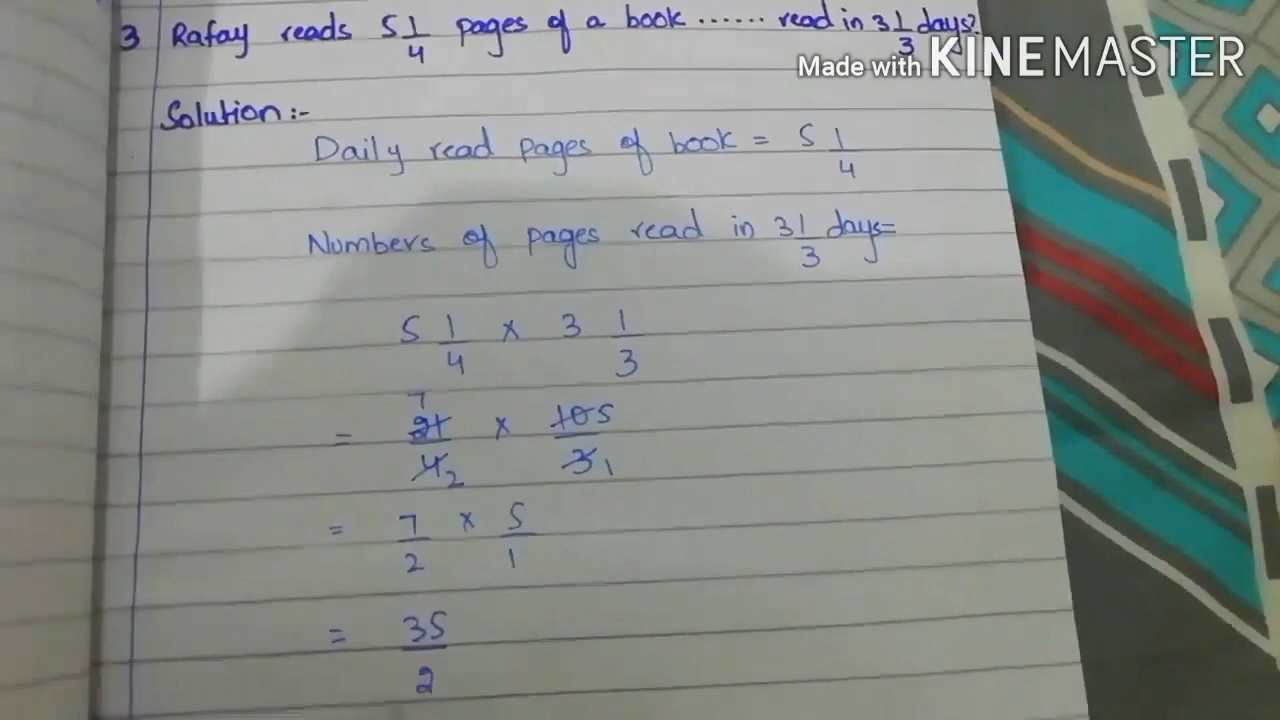 3 Rafay reads 5 1/4 pages of a book ...... read in 3 1/3 days?
Made with KINEMASTER
Solution:-
Daily read pages of book = 5 1/4
Numbers of pages read in 3 1/3 days=
5 1/4 x 3 1/3
= 21 7/4 2 x 10 5/3 1
= 7/2 x 5/1
= 35/2